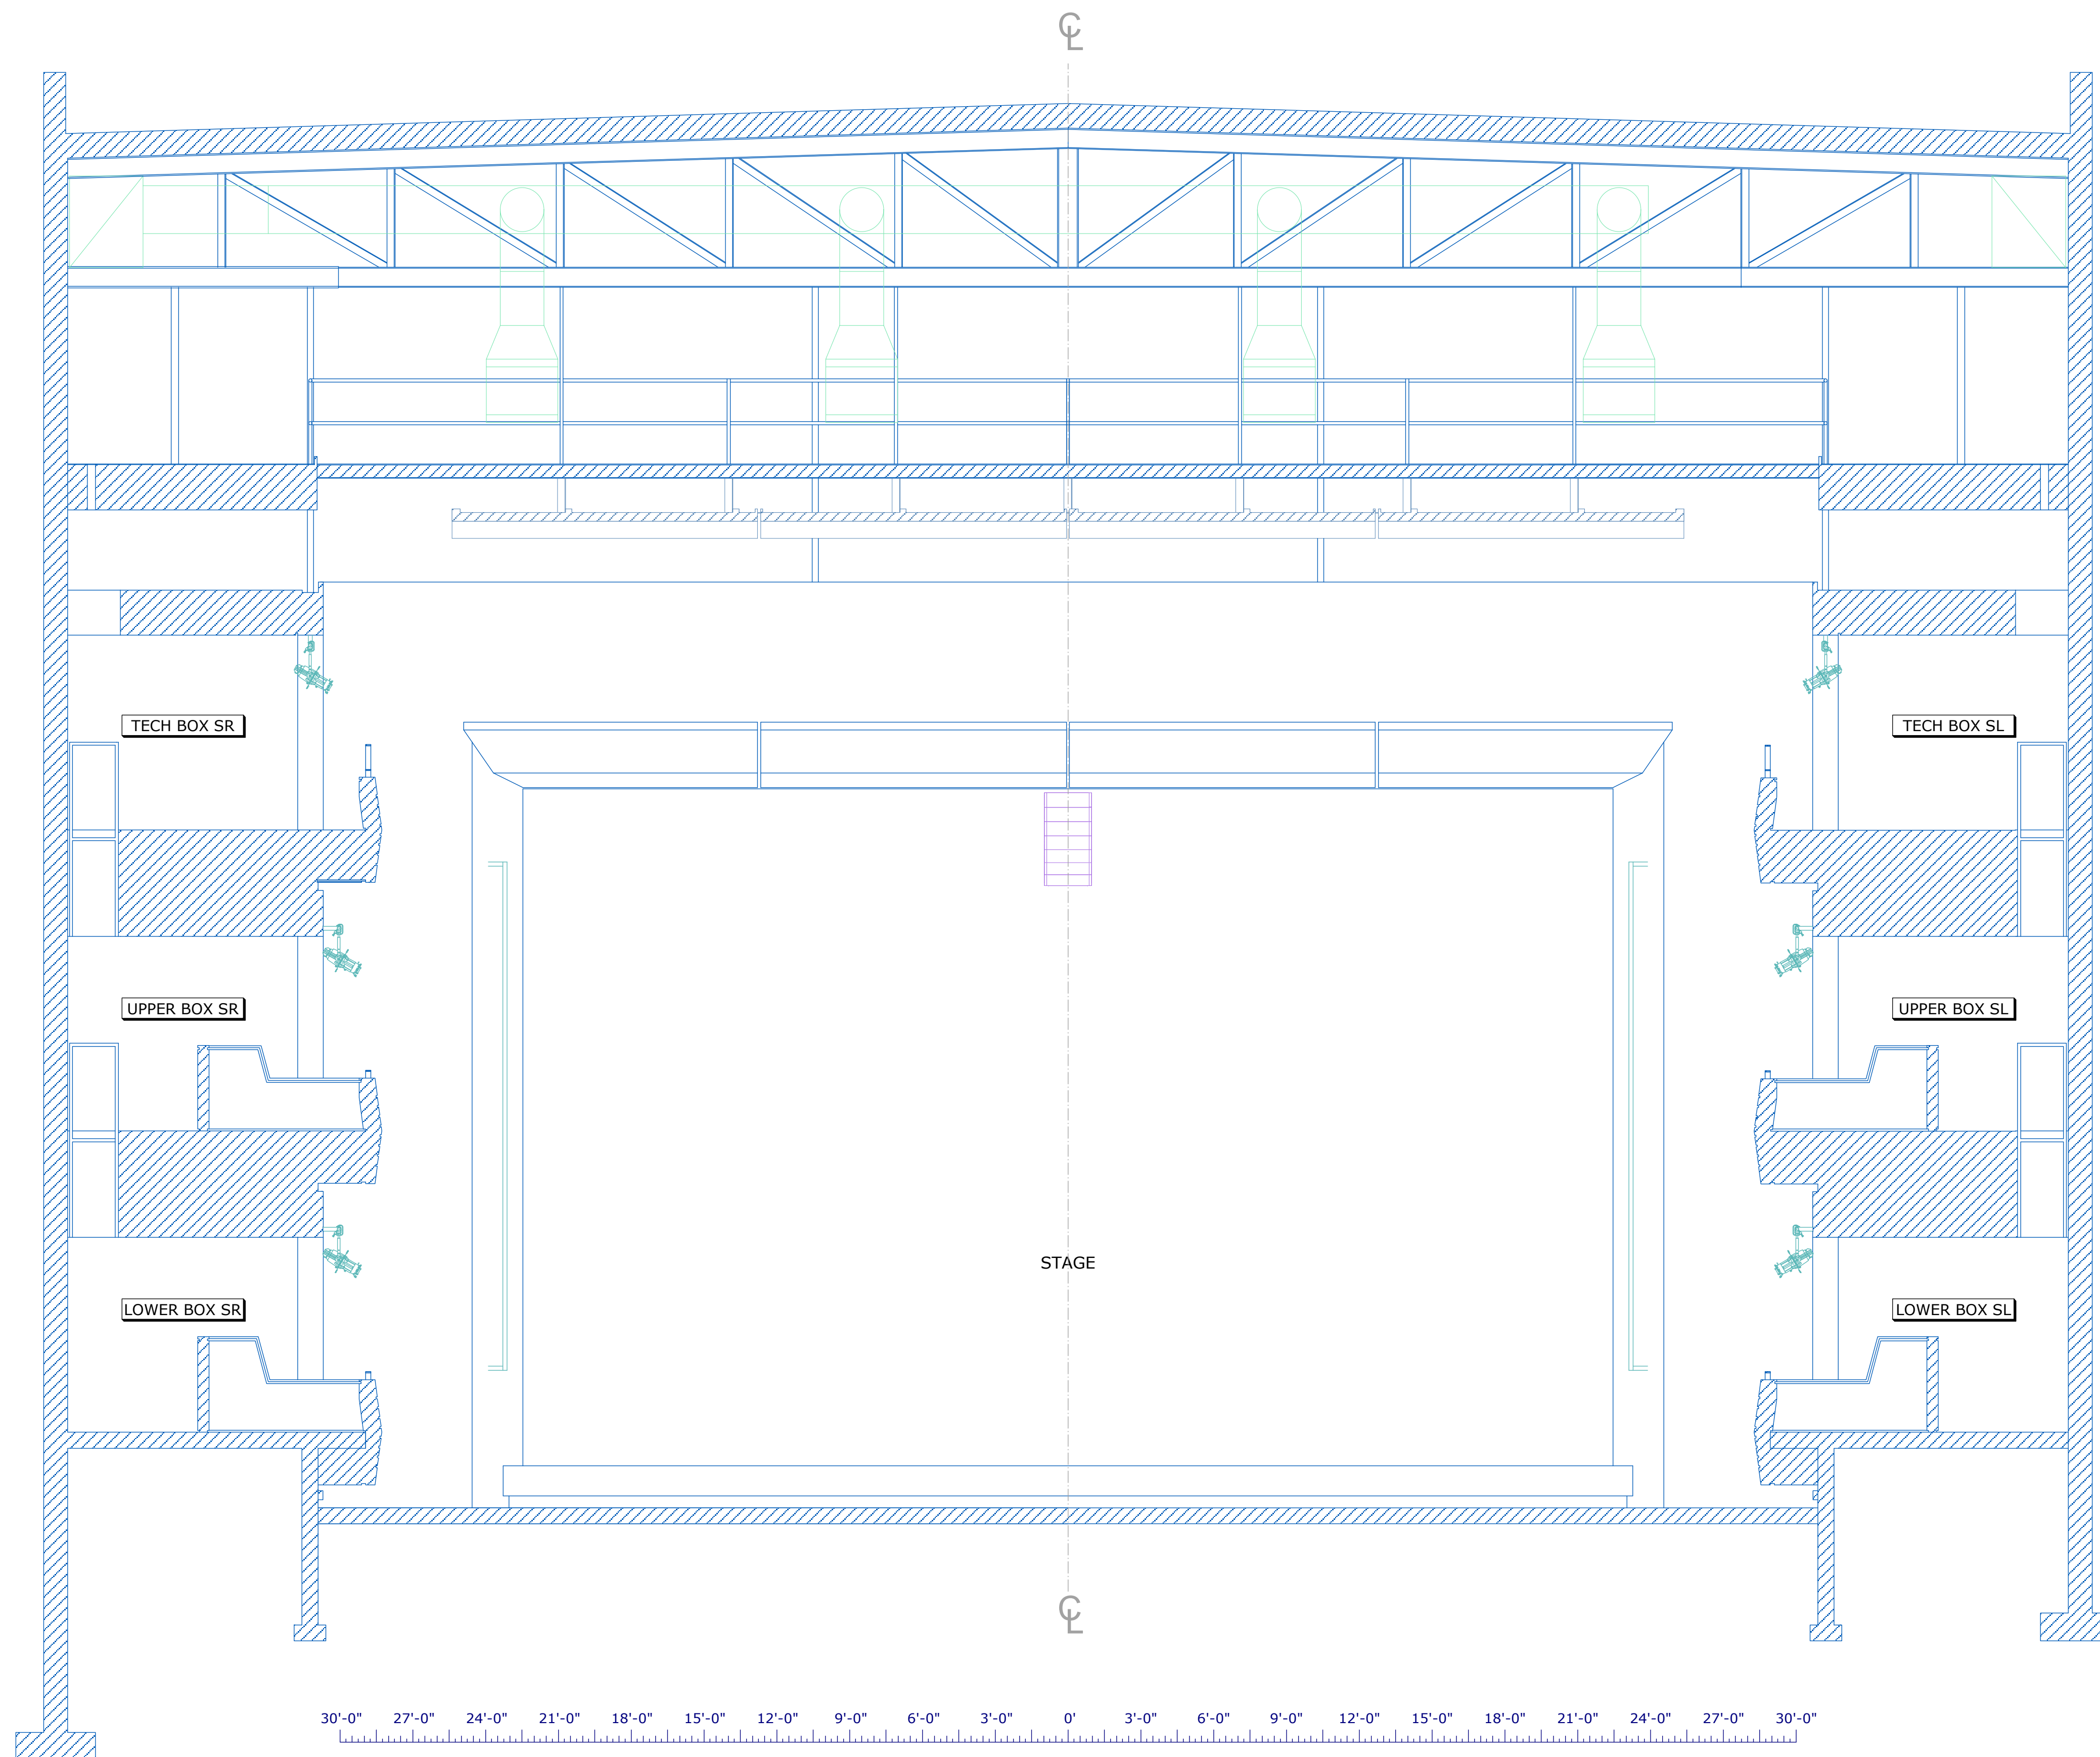 ℄
TECH BOX SR
TECH BOX SL
UPPER BOX SR
UPPER BOX SL
STAGE
LOWER BOX SR
LOWER BOX SL
℄
30'-0" 27'-0" 24'-0" 21'-0" 18'-0" 15'-0" 12'-0" 9'-0" 6'-0" 3'-0" 0' 3'-0" 6'-0" 9'-0" 12'-0" 15'-0" 18'-0" 21'-0" 24'-0" 27'-0" 30'-0"